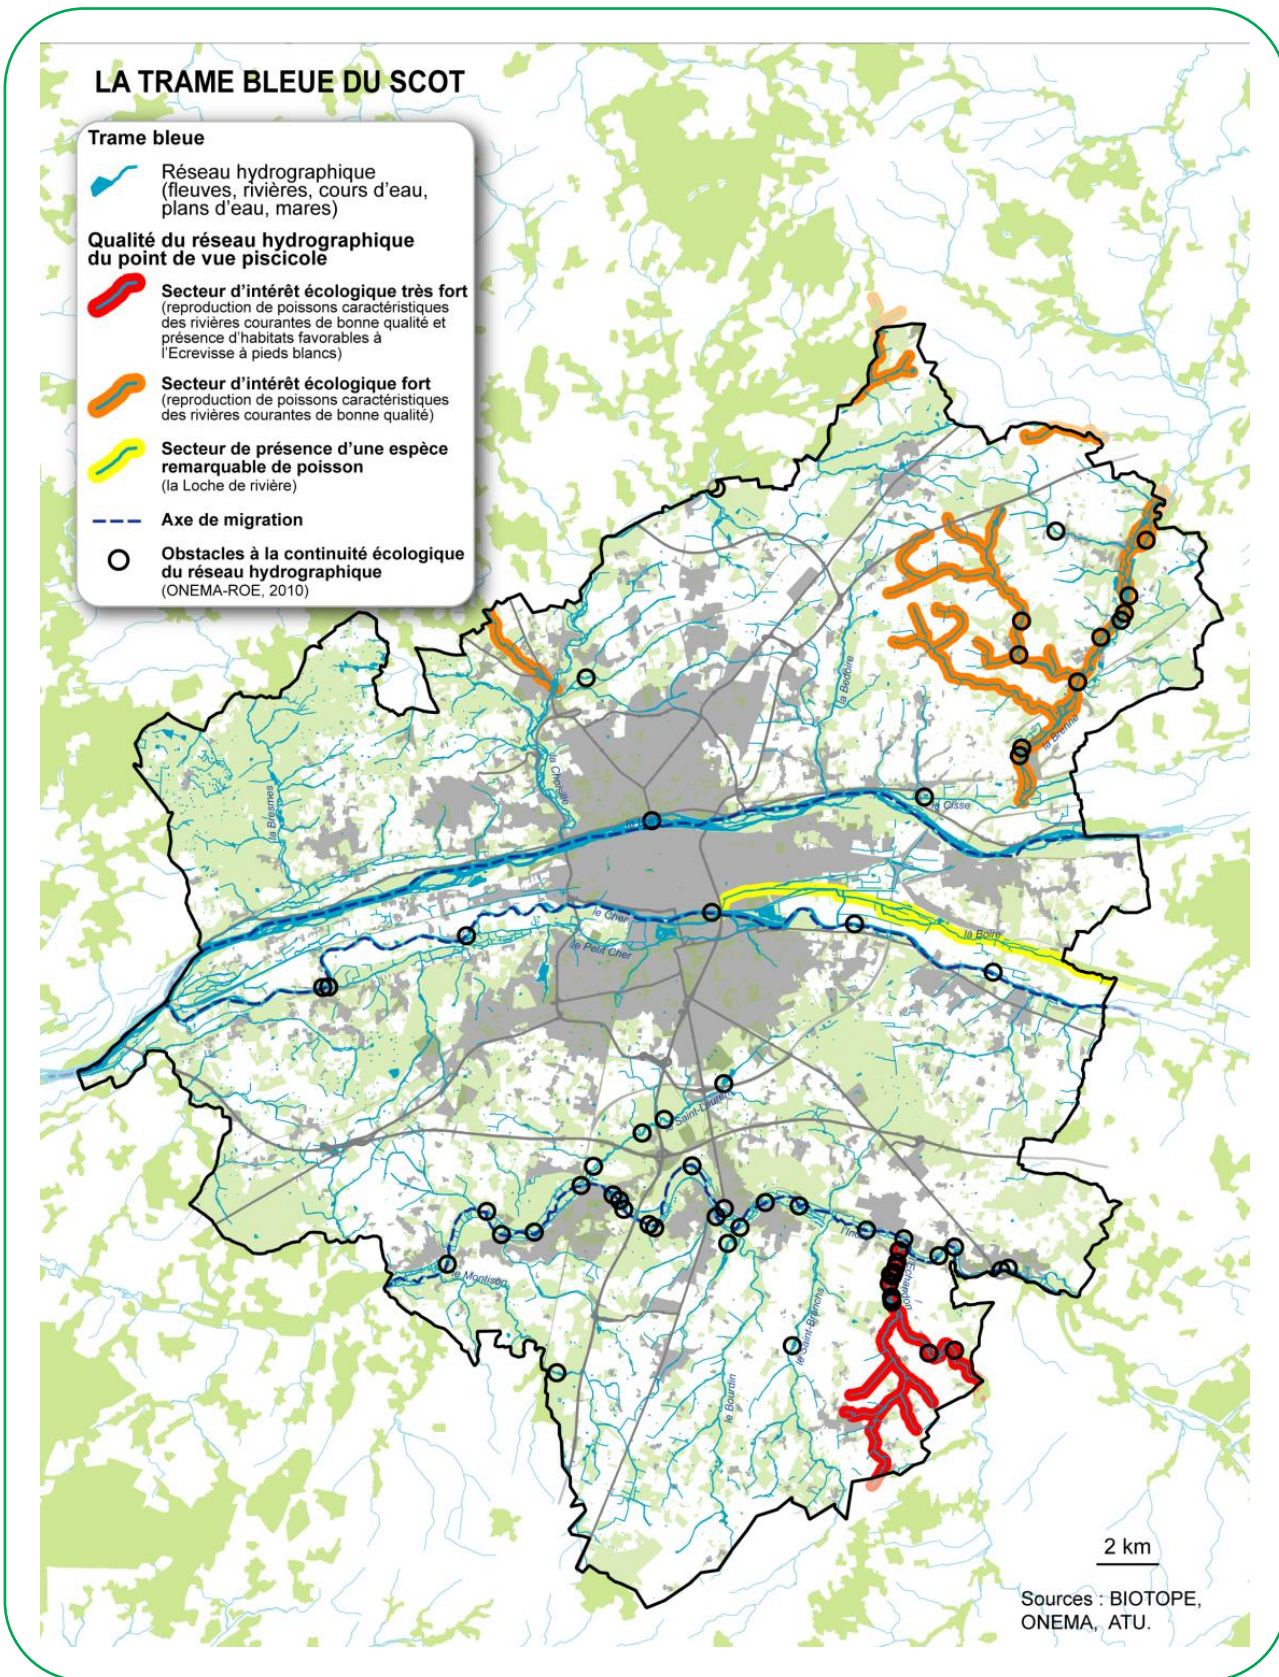 LA TRAME BLEUE DU SCOT
Trame bleue
Réseau hydrographique
(fleuves, rivières, cours d'eau,
plans d'eau, mares)
Qualité du réseau hydrographique
du point de vue piscicole
Secteur d'intérêt écologique très fort
(reproduction de poissons caractéristiques
des rivières courantes de bonne qualité et
présence d'habitats favorables à
l'Ecrevisse à pieds blancs)
Secteur d'intérêt écologique fort
(reproduction de poissons caractéristiques
des rivières courantes de bonne qualité)
Secteur de présence d'une espèce
remarquable de poisson
(la Loche de rivière)
Axe de migration
Obstacles à la continuité écologique
du réseau hydrographique
(ONEMA-ROE, 2010)
la Bedoire
la Brenne
la Choisille
la Bresmes
la Cisse
le Cher
le Petit Cher
la Boire
le Saint-Laurent
l'Indre
l'Echandon
le Montison
le Saint-Branchs
le Bourdin
2 km
Sources : BIOTOPE,
ONEMA, ATU.